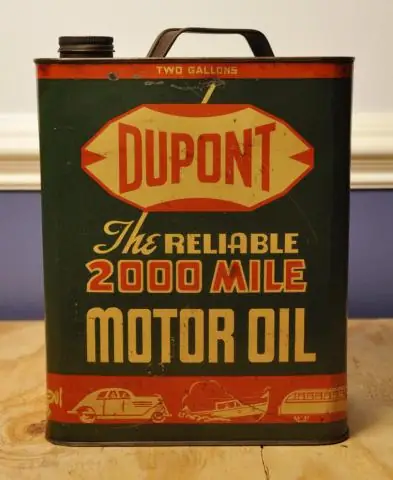 TWO GALLONS
DUPONT
The RELIABLE
2000 MILE
MOTOR OIL